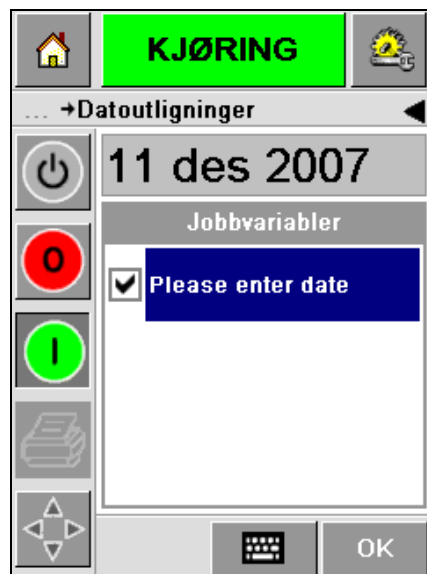 KJØRING
... →Datoutligninger
11 des 2007
Jobbvariabler
O
Please enter date
I
OK